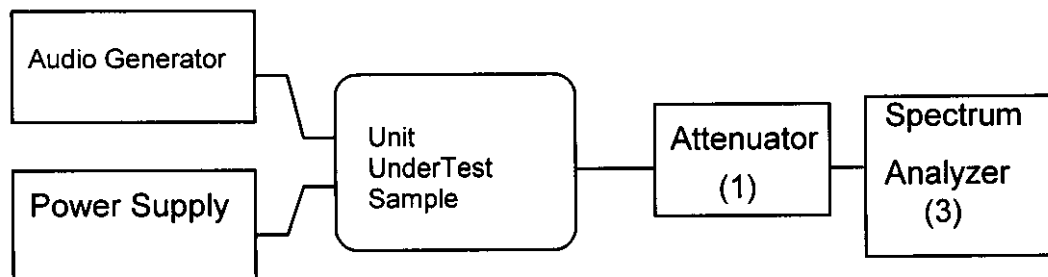 Audio Generator
Power Supply
Unit
UnderTest
Sample
Attenuator
(1)
Spectrum
Analyzer
(3)